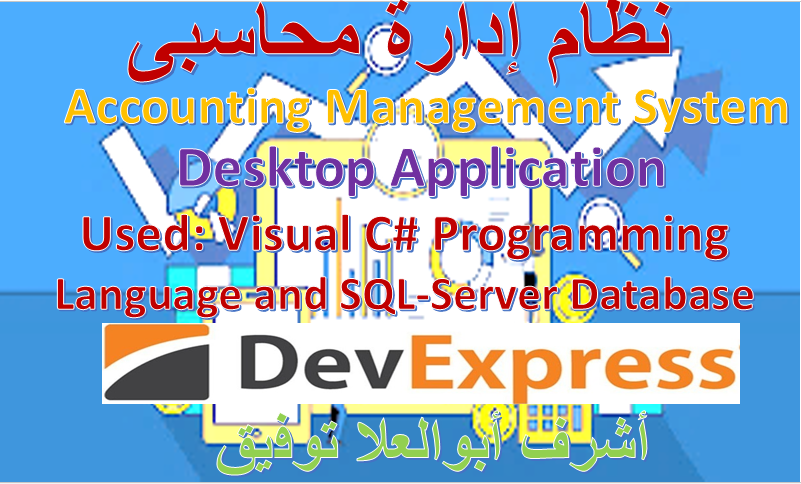 نظام إدارة محاسبى
Accounting Management System
Desktop Application
Used: Visual C# Programming
Language and SQL-Server Database
DevExpress
أشرف أبوالعلا توفيق